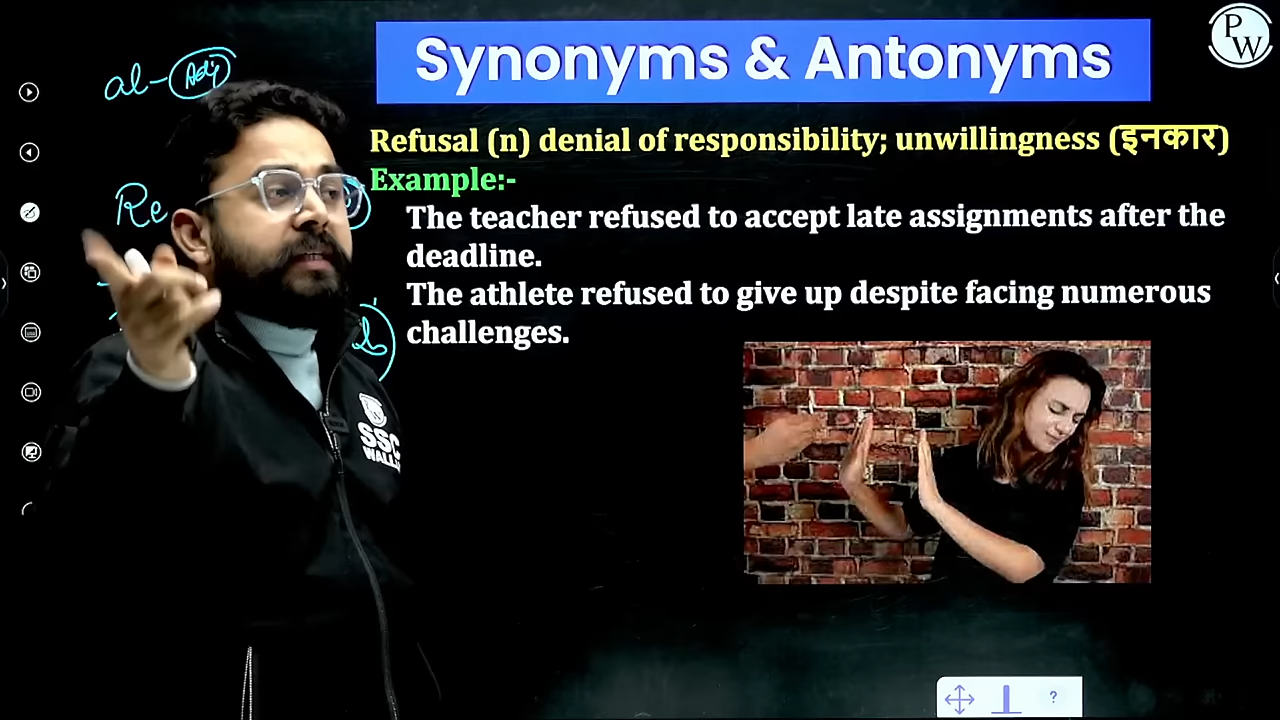 Synonyms & Antonyms
PW
al-Adj
Refusal (n) denial of responsibility; unwillingness (इनकार)
Example:-
Re
The teacher refused to accept late assignments after the
deadline.
The athlete refused to give up despite facing numerous
challenges.
SSC
?